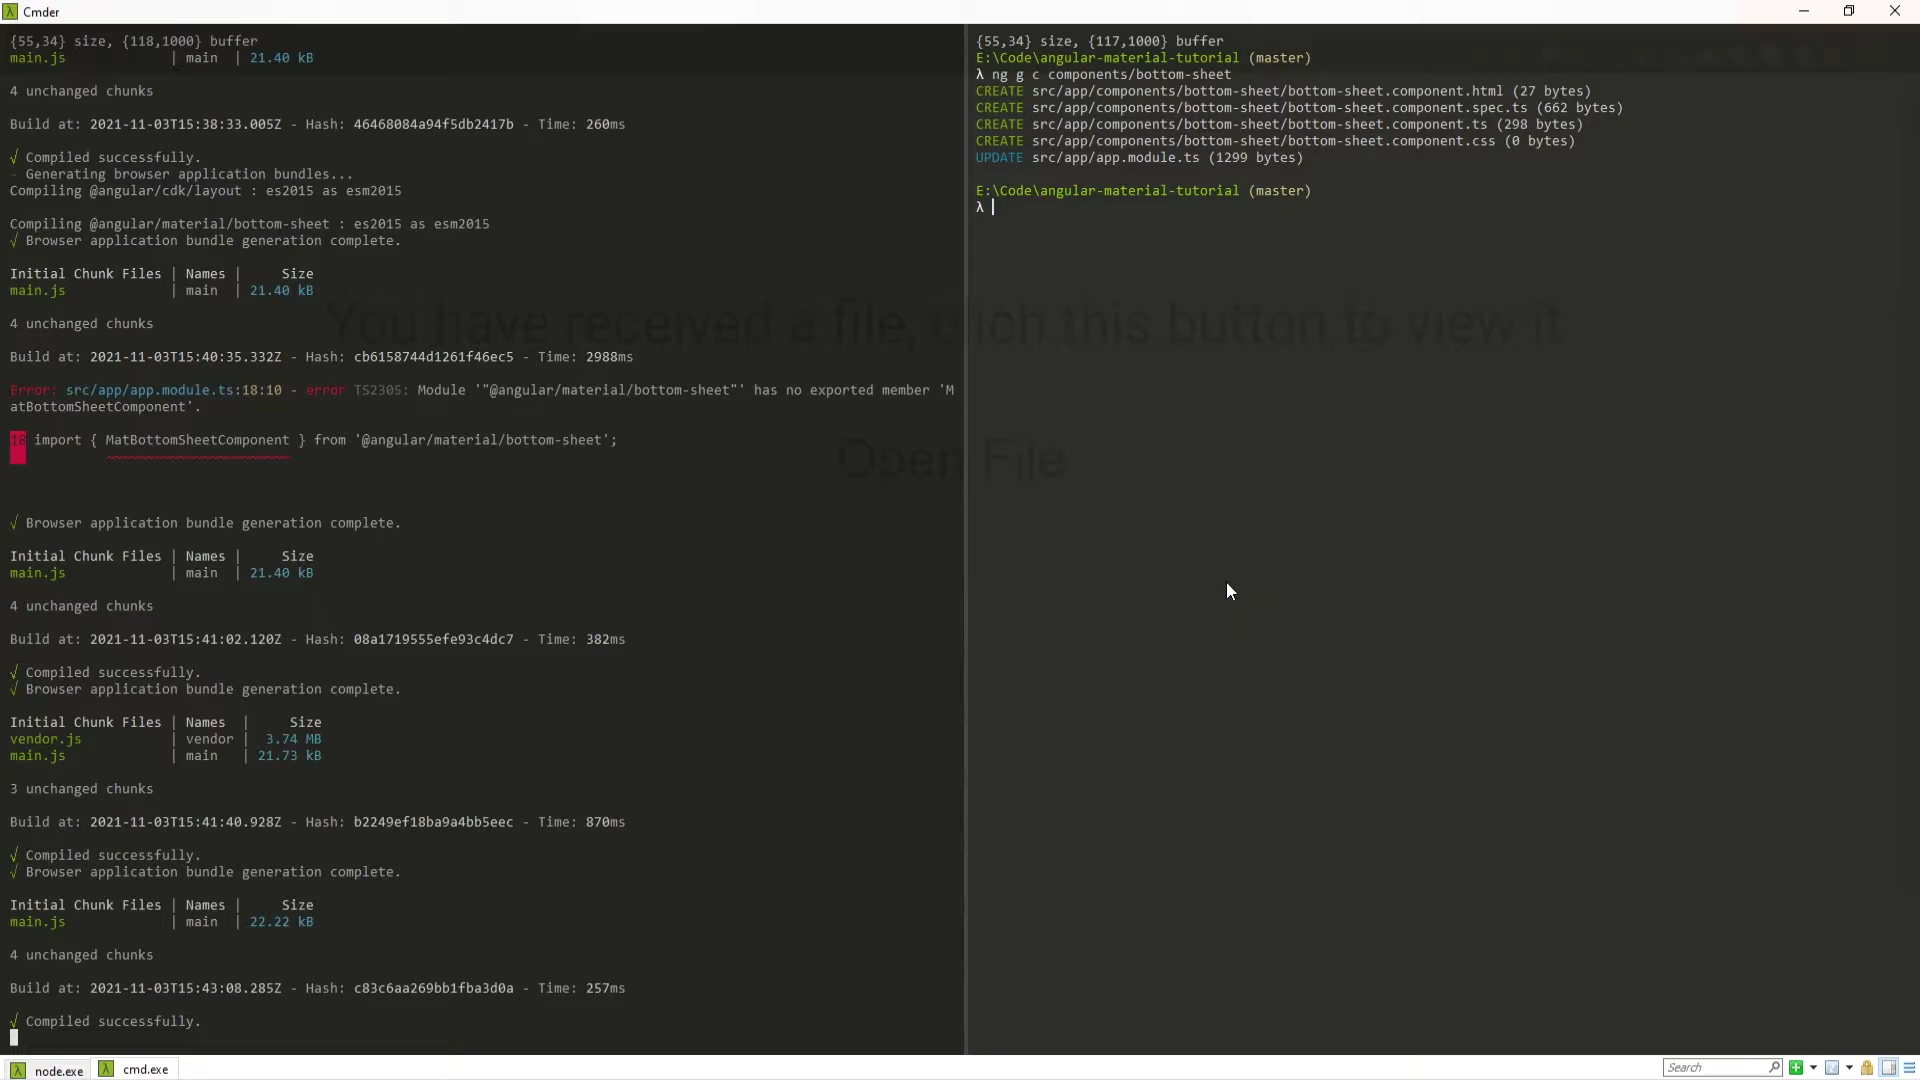 Cmder
{55,34} size, {118,1000} buffer
main.js | main | 21.40 kB
4 unchanged chunks
Build at: 2021-11-03T15:38:33.005Z - Hash: 46468084a94f5db2417b - Time: 260ms
√ Compiled successfully.
- Generating browser application bundles...
Compiling @angular/cdk/layout : es2015 as esm2015
Compiling @angular/material/bottom-sheet : es2015 as esm2015
√ Browser application bundle generation complete.
Initial Chunk Files | Names | Size
main.js | main | 21.40 kB
4 unchanged chunks
Build at: 2021-11-03T15:40:35.332Z - Hash: cb6158744d1261f46ec5 - Time: 2988ms
Error: src/app/app.module.ts:18:10 - error TS2305: Module '"@angular/material/bottom-sheet"' has no exported member 'M
atBottomSheetComponent'.
18 import { MatBottomSheetComponent } from '@angular/material/bottom-sheet';
~~~~~~~~~~~~~~~~~~~~~~~
√ Browser application bundle generation complete.
Initial Chunk Files | Names | Size
main.js | main | 21.40 kB
4 unchanged chunks
Build at: 2021-11-03T15:41:02.120Z - Hash: 08a1719555efe93c4dc7 - Time: 382ms
√ Compiled successfully.
√ Browser application bundle generation complete.
Initial Chunk Files | Names | Size
vendor.js | vendor | 3.74 MB
main.js | main | 21.73 kB
3 unchanged chunks
Build at: 2021-11-03T15:41:40.928Z - Hash: b2249ef18ba9a4bb5eec - Time: 870ms
√ Compiled successfully.
√ Browser application bundle generation complete.
Initial Chunk Files | Names | Size
main.js | main | 22.22 kB
4 unchanged chunks
Build at: 2021-11-03T15:43:08.285Z - Hash: c83c6aa269bb1fba3d0a - Time: 257ms
√ Compiled successfully.
{55,34} size, {117,1000} buffer
E:\Code\angular-material-tutorial (master)
λ ng g c components/bottom-sheet
CREATE src/app/components/bottom-sheet/bottom-sheet.component.html (27 bytes)
CREATE src/app/components/bottom-sheet/bottom-sheet.component.spec.ts (662 bytes)
CREATE src/app/components/bottom-sheet/bottom-sheet.component.ts (298 bytes)
CREATE src/app/components/bottom-sheet/bottom-sheet.component.css (0 bytes)
UPDATE src/app/app.module.ts (1299 bytes)
E:\Code\angular-material-tutorial (master)
λ
You have received a file, click this button to view it
Open File
node.exe
cmd.exe
Search